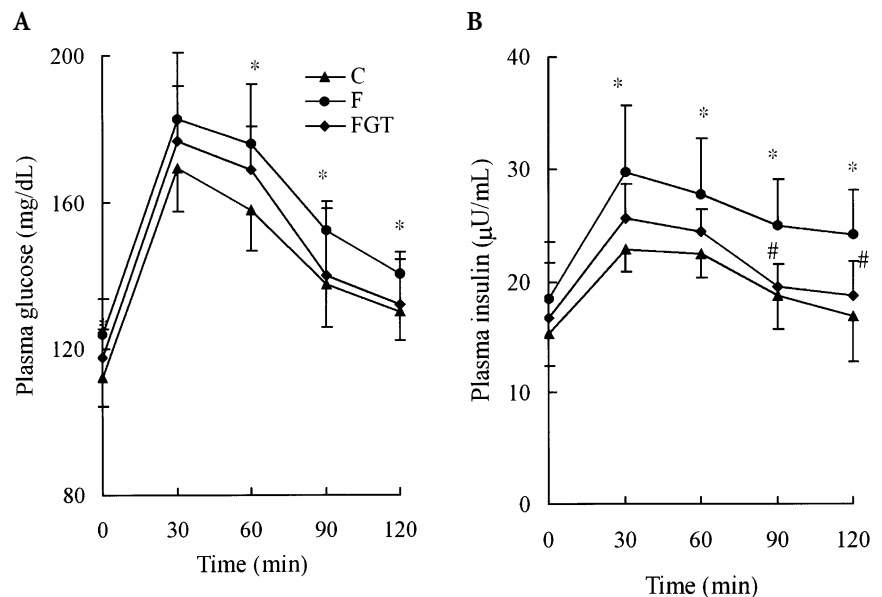 A
Plasma glucose (mg/dL)
200
160
120
80
0 30 60 90 120
Time (min)
C
F
FGT
*
*
*
*
B
Plasma insulin (μU/mL)
40
30
20
10
0
0 30 60 90 120
Time (min)
*
*
*
*
#
#